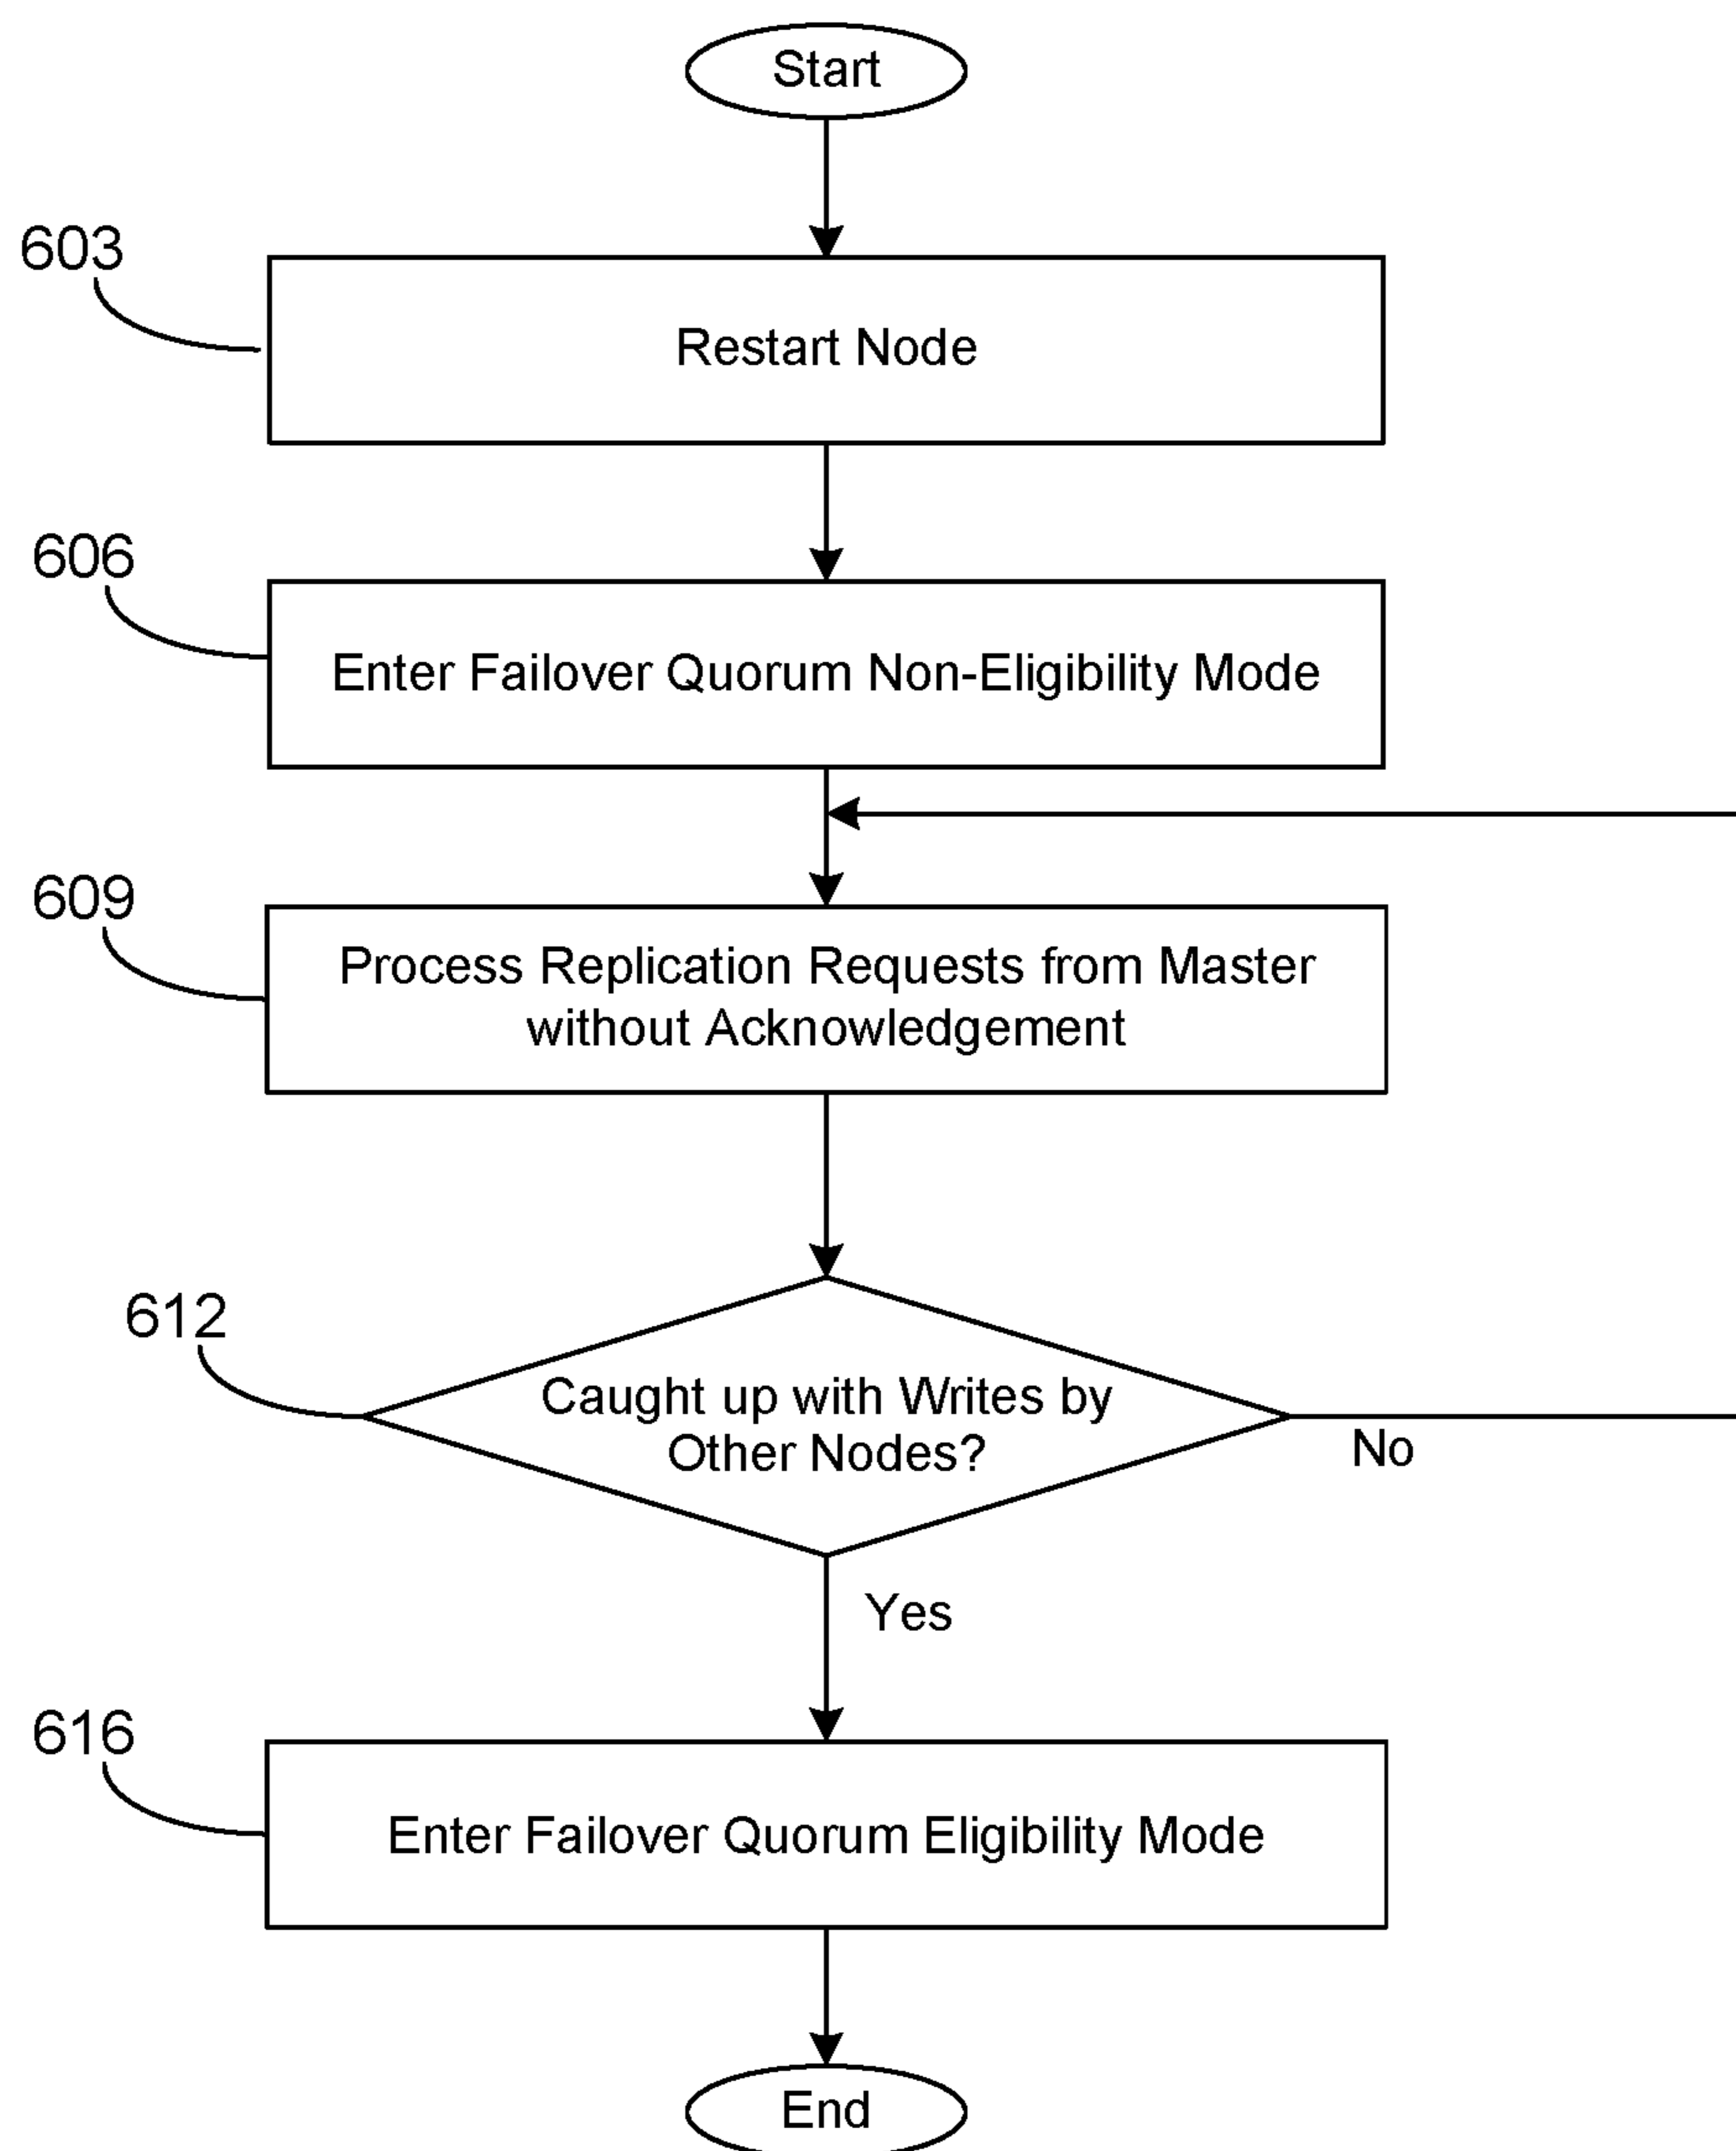 Start
603
Restart Node
606
Enter Failover Quorum Non-Eligibility Mode
609
Process Replication Requests from Master
without Acknowledgement
612
Caught up with Writes by
Other Nodes?
No
Yes
616
Enter Failover Quorum Eligibility Mode
End